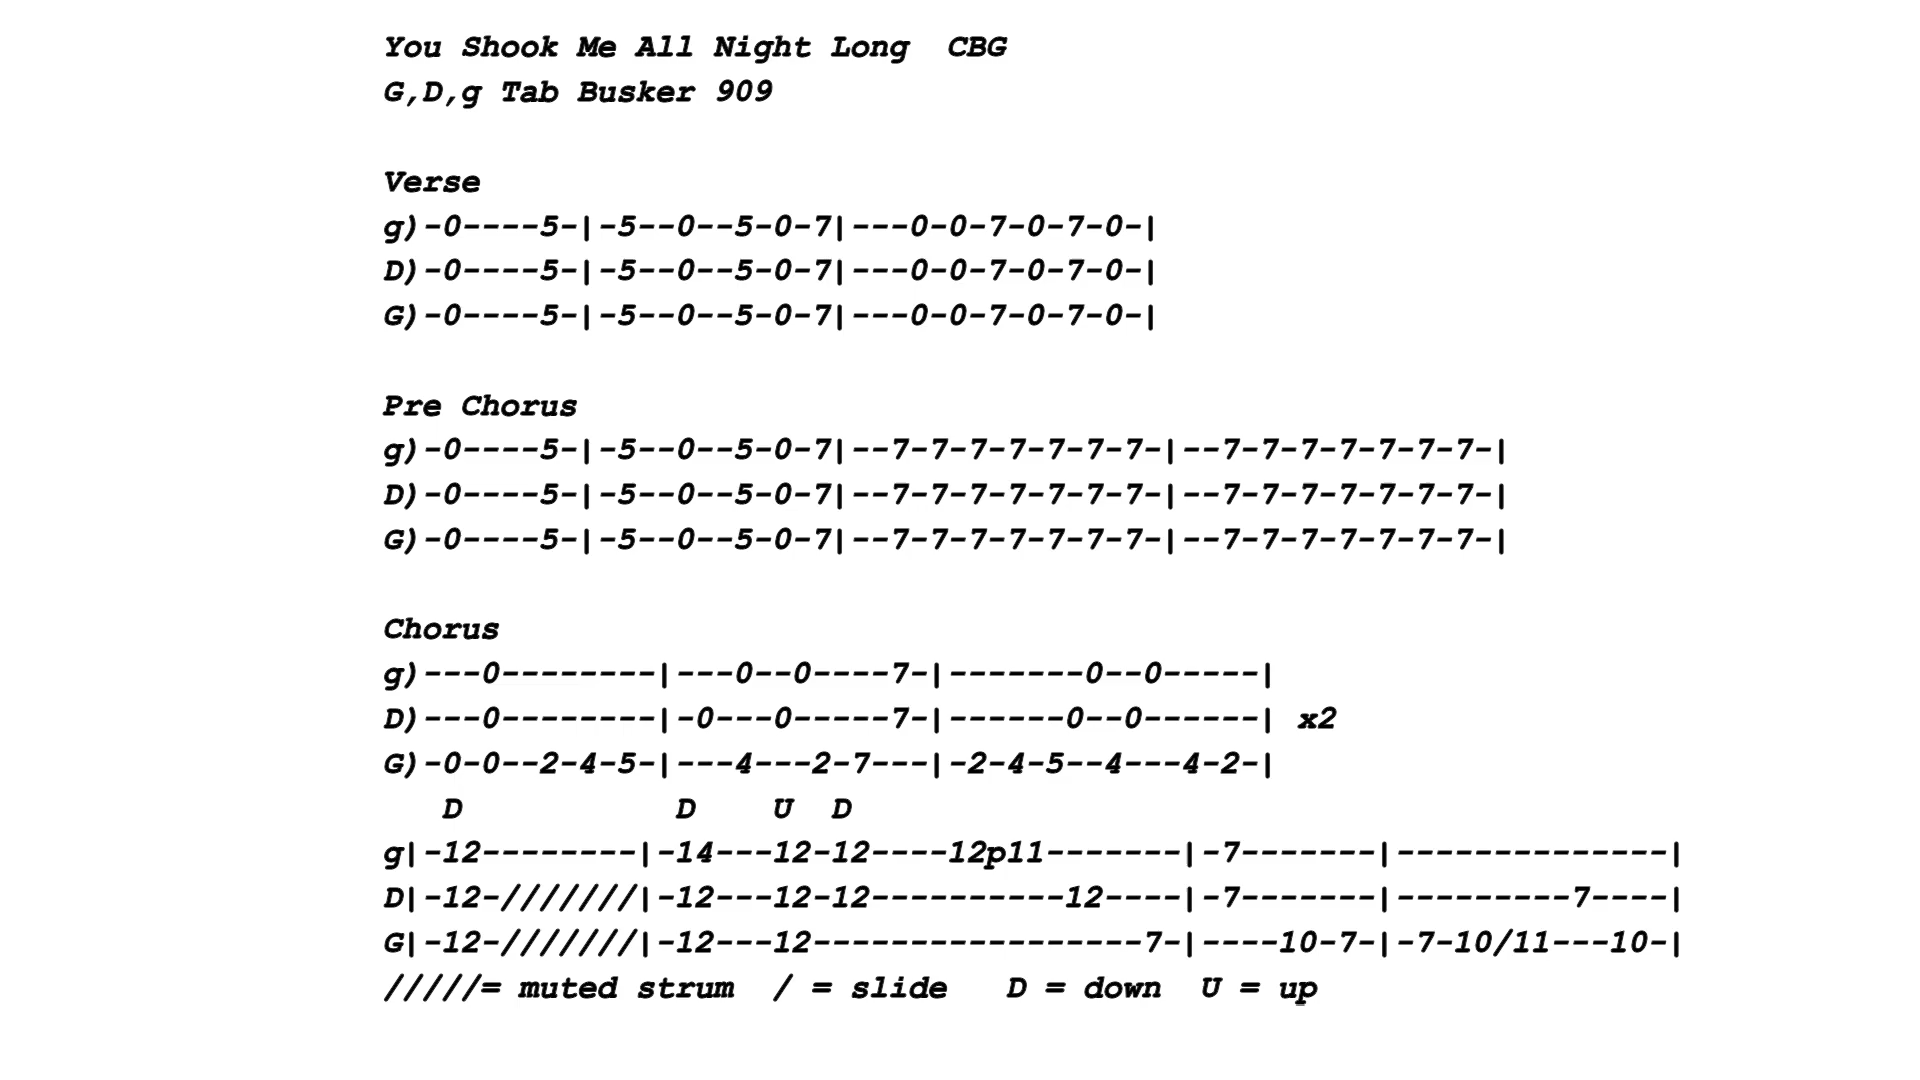 You Shook Me All Night Long  CBG
G,D,g Tab Busker 909
Verse
g)-0----5-|-5--0--5-0-7|---0-0-7-0-7-0-|
D)-0----5-|-5--0--5-0-7|---0-0-7-0-7-0-|
G)-0----5-|-5--0--5-0-7|---0-0-7-0-7-0-|
Pre Chorus
g)-0----5-|-5--0--5-0-7|--7-7-7-7-7-7-7-|--7-7-7-7-7-7-7-|
D)-0----5-|-5--0--5-0-7|--7-7-7-7-7-7-7-|--7-7-7-7-7-7-7-|
G)-0----5-|-5--0--5-0-7|--7-7-7-7-7-7-7-|--7-7-7-7-7-7-7-|
Chorus
g)---0--------|---0--0----7-|-------0--0-----|
D)---0--------|-0---0-----7-|------0--0------| x2
G)-0-0--2-4-5-|---4---2-7---|-2-4-5--4---4-2-|
   D           D    U  D
g|-12--------|-14---12-12----12p11-------|-7-------|--------------|
D|-12-///////|-12---12-12----------12----|-7-------|---------7----|
G|-12-///////|-12---12-----------------7-|----10-7-|-7-10/11---10-|
/////= muted strum  / = slide   D = down  U = up